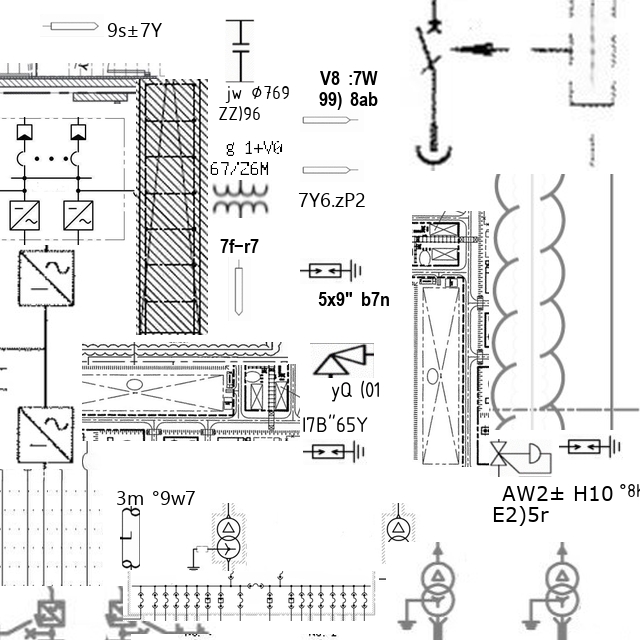 9s±7Y
jw Φ769
ZZ)96
V8 :7W
99) 8ab
g 1+V0
67/Z6M
7Y6.zP2
7f-r7
5x9" b7n
yQ (01
I7B"65Y
3m °9w7
AW2± H10
E2)5r